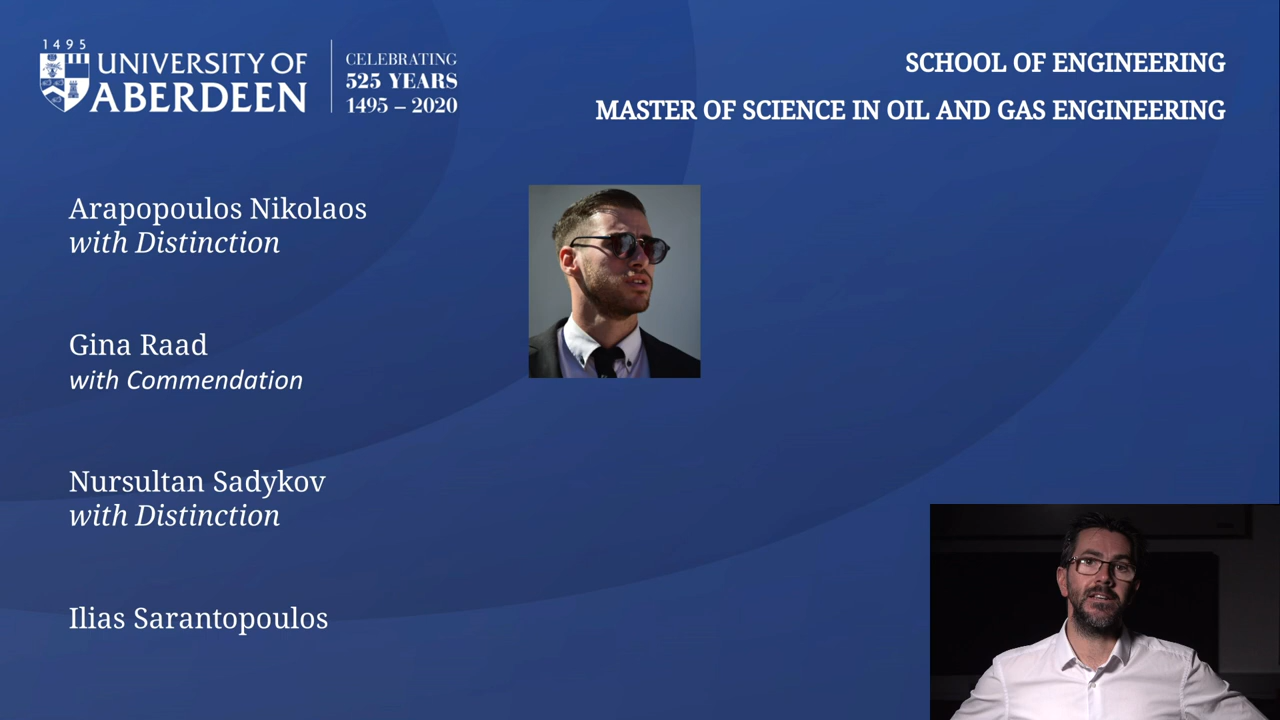 1495
UNIVERSITY OF
ABERDEEN
CELEBRATING
525 YEARS
1495 – 2020
SCHOOL OF ENGINEERING
MASTER OF SCIENCE IN OIL AND GAS ENGINEERING
Arapopoulos Nikolaos
with Distinction
Gina Raad
with Commendation
Nursultan Sadykov
with Distinction
Ilias Sarantopoulos